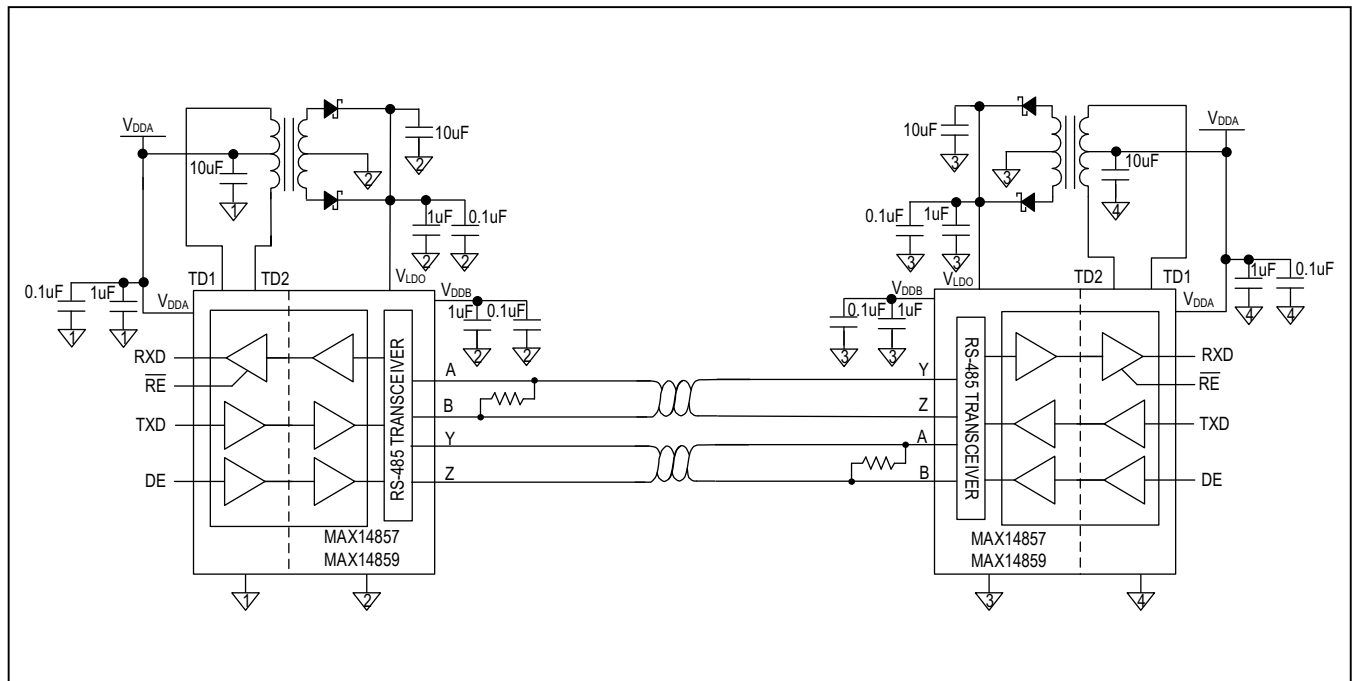 VDDA
10uF
2
2
10uF
1
1uF
0.1uF
2
2
TD1
TD2
VLDO
0.1uF
1uF
1
1
VDDA
VDDB
1uF
0.1uF
2
2
RXD
RE
TXD
DE
RS-485 TRANSCEIVER
A
B
Y
Z
MAX14857
MAX14859
1
2
10uF
3
3
VDDA
10uF
4
0.1uF
1uF
3
3
VLDO
TD2
TD1
1uF
0.1uF
4
4
VDDB
VDDA
0.1uF
1uF
3
3
Y
Z
A
B
RS-485 TRANSCEIVER
RXD
RE
TXD
DE
MAX14857
MAX14859
3
4